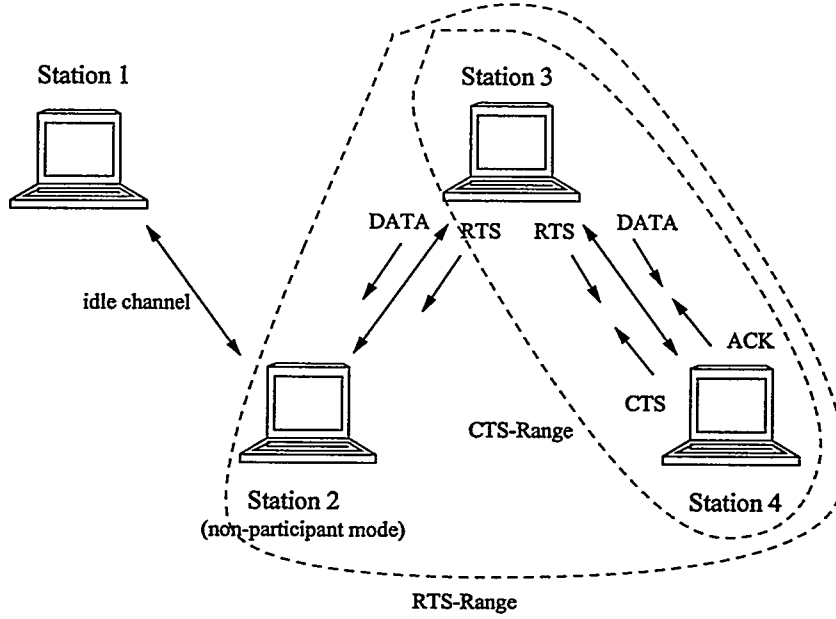 Station 1
Station 3
DATA
RTS
RTS
DATA
idle channel
ACK
CTS
CTS-Range
Station 2
(non-participant mode)
Station 4
RTS-Range